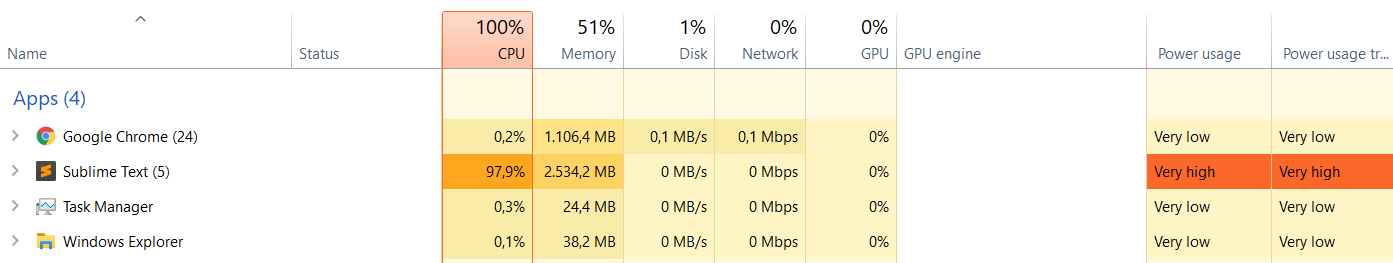 100% 51% 1% 0% 0%
Name Status CPU Memory Disk Network GPU GPU engine Power usage Power usage tr...
Apps (4)
Google Chrome (24) 0,2% 1.106,4 MB 0,1 MB/s 0,1 Mbps 0% Very low Very low
Sublime Text (5) 97,9% 2.534,2 MB 0 MB/s 0 Mbps 0% Very high Very high
Task Manager 0,3% 24,4 MB 0 MB/s 0 Mbps 0% Very low Very low
Windows Explorer 0,1% 38,2 MB 0 MB/s 0 Mbps 0% Very low Very low